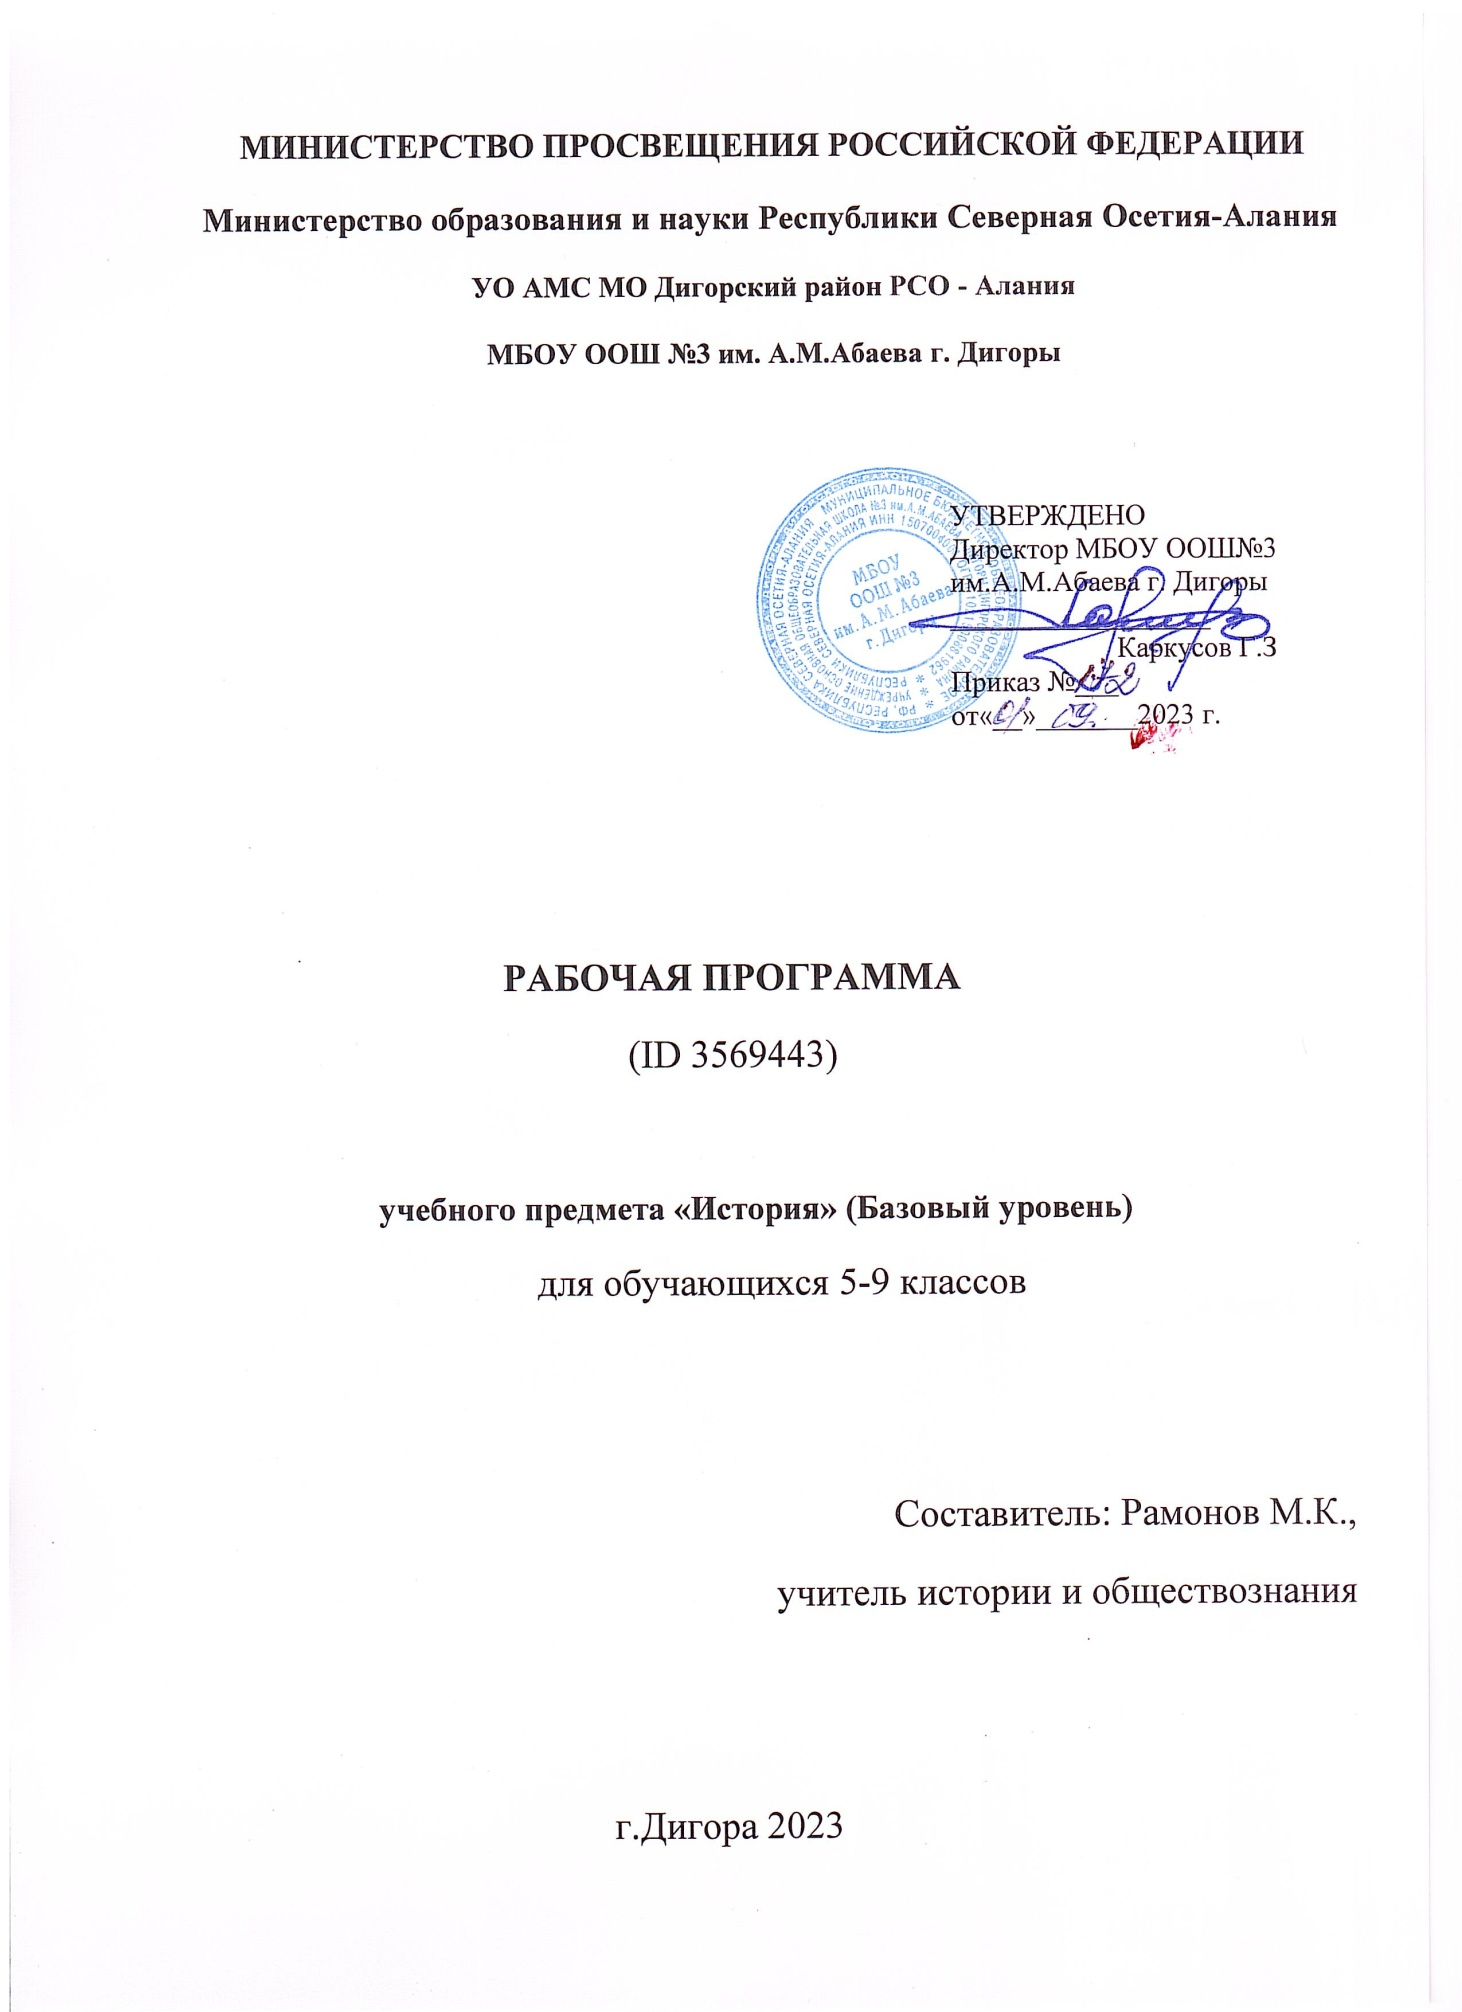 МИНИСТЕРСТВО ПРОСВЕЩЕНИЯ РОССИЙСКОЙ ФЕДЕРАЦИИ
Министерство образования и науки Республики Северная Осетия-Алания
УО АМС МО Дигорский район РСО - Алания
МБОУ ООШ №3 им. А.М.Абаева г. Дигоры
МБОУ
ООШ №3
им. А. М. Абаева
УТВЕРЖДЕНО
Директор МБОУ ООШ№3
им.А.М.Абаева г. Дигоры
Каркусов Г.З
Приказ №172
от«01» 09. 2023 г.
РАБОЧАЯ ПРОГРАММА
(ID 3569443)
учебного предмета «История» (Базовый уровень)
для обучающихся 5-9 классов
Составитель: Рамонов М.К.,
учитель истории и обществознания
г.Дигора 2023